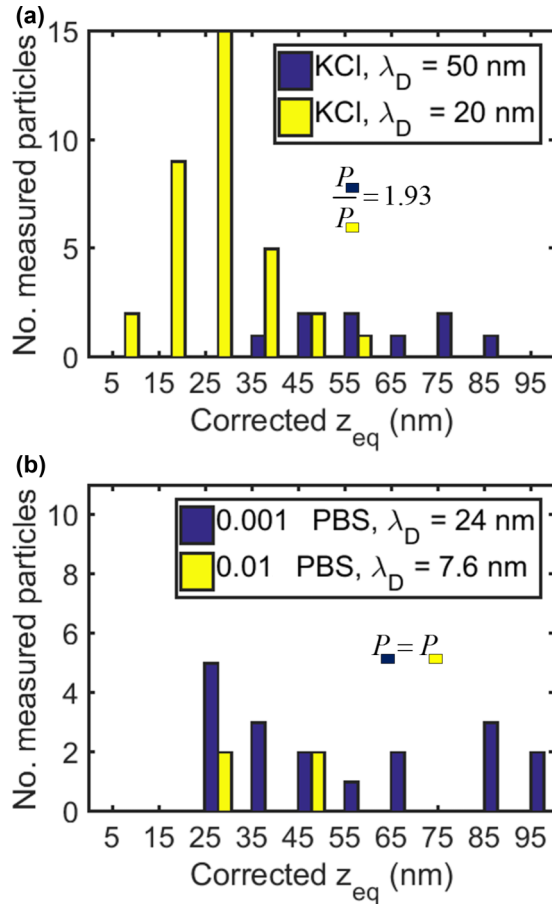 (a)
15
10
5
0
No. measured particles
KCl, λD = 50 nm
KCl, λD = 20 nm
P
P
= 1.93
5 15 25 35 45 55 65 75 85 95
Corrected zeq (nm)
(b)
10
8
6
4
2
0
No. measured particles
0.001 PBS, λD = 24 nm
0.01 PBS, λD = 7.6 nm
P = P
5 15 25 35 45 55 65 75 85 95
Corrected zeq (nm)